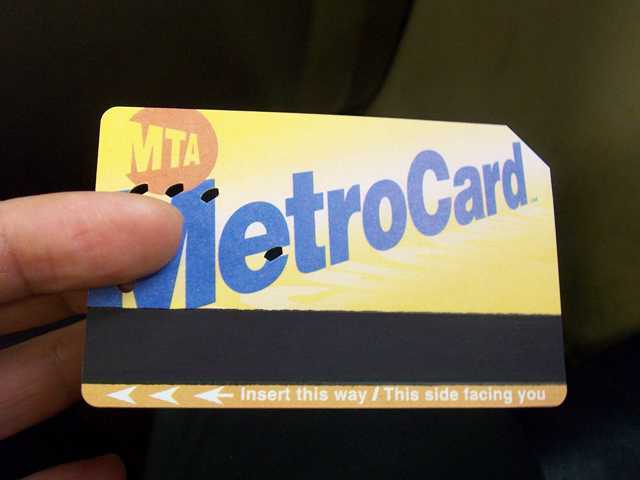 MTA
MetroCard
Insert this way / This side facing you